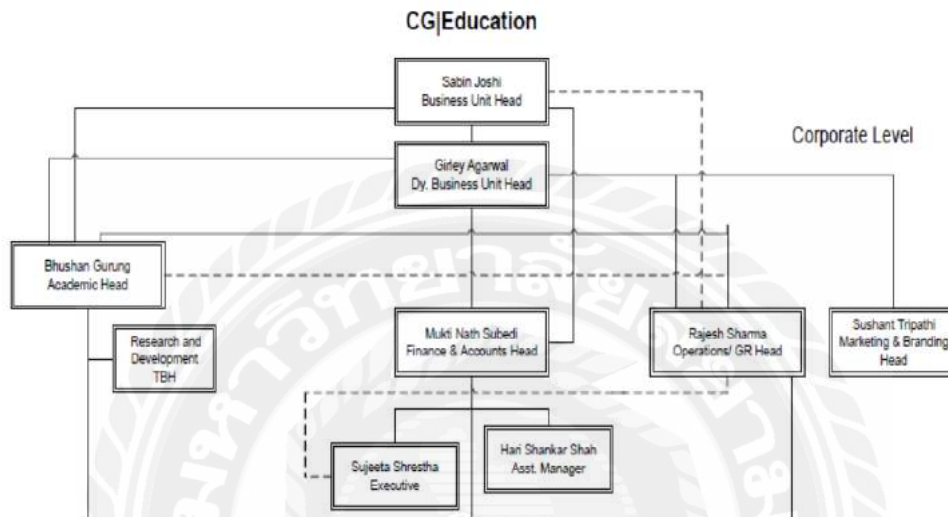 CG|Education
Sabin Joshi
Business Unit Head
Corporate Level
Girley Agarwal
Dy. Business Unit Head
Bhushan Gurung
Academic Head
Research and
Development
TBH
Mukti Nath Subedi
Finance & Accounts Head
Rajesh Sharma
Operations/ GR Head
Sushant Tripathi
Marketing & Branding
Head
Sujeeta Shrestha
Executive
Hari Shankar Shah
Asst. Manager